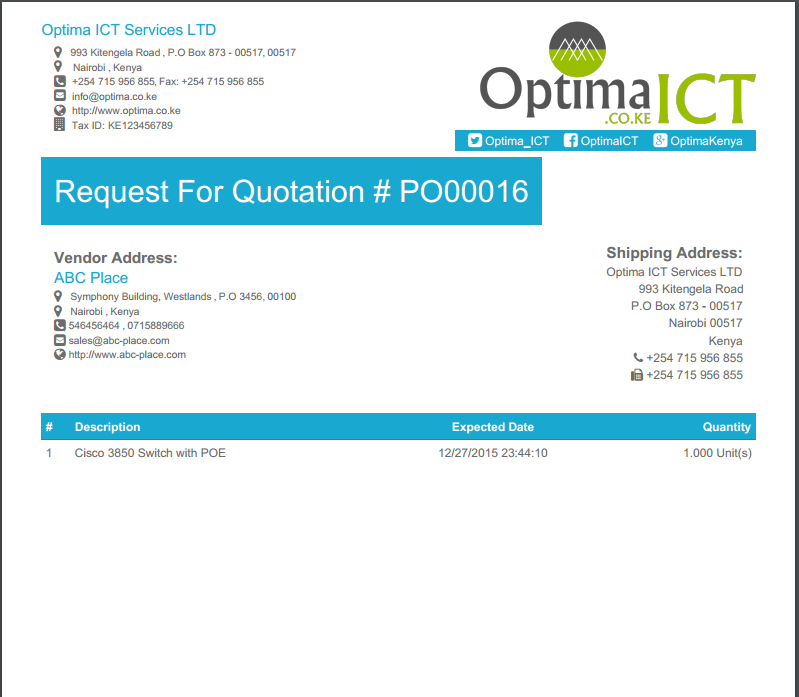 Optima ICT Services LTD
993 Kitengela Road , P.O Box 873 - 00517, 00517
Nairobi , Kenya
+254 715 956 855, Fax: +254 715 956 855
info@optima.co.ke
http://www.optima.co.ke
Tax ID: KE123456789
Optima ICT
.CO.KE
Optima_ICT OptimaICT OptimaKenya
Request For Quotation # PO00016
Vendor Address:
ABC Place
Symphony Building, Westlands , P.O 3456, 00100
Nairobi , Kenya
546456464 , 0715889666
sales@abc-place.com
http://www.abc-place.com
Shipping Address:
Optima ICT Services LTD
993 Kitengela Road
P.O Box 873 - 00517
Nairobi 00517
Kenya
+254 715 956 855
+254 715 956 855
# Description Expected Date Quantity
1 Cisco 3850 Switch with POE 12/27/2015 23:44:10 1.000 Unit(s)